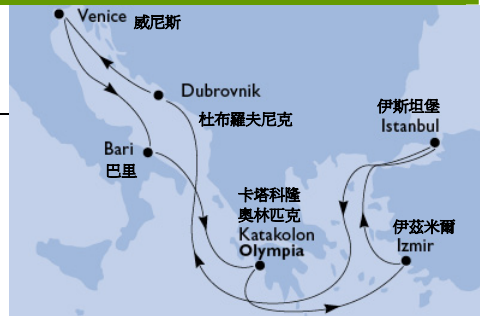 Venice 威尼斯
Dubrovnik
杜布羅夫尼克
伊斯坦堡
Istanbul
Bari
巴里
卡塔科隆
奧林匹克
Katakolon
Olympia
伊茲米爾
Izmir